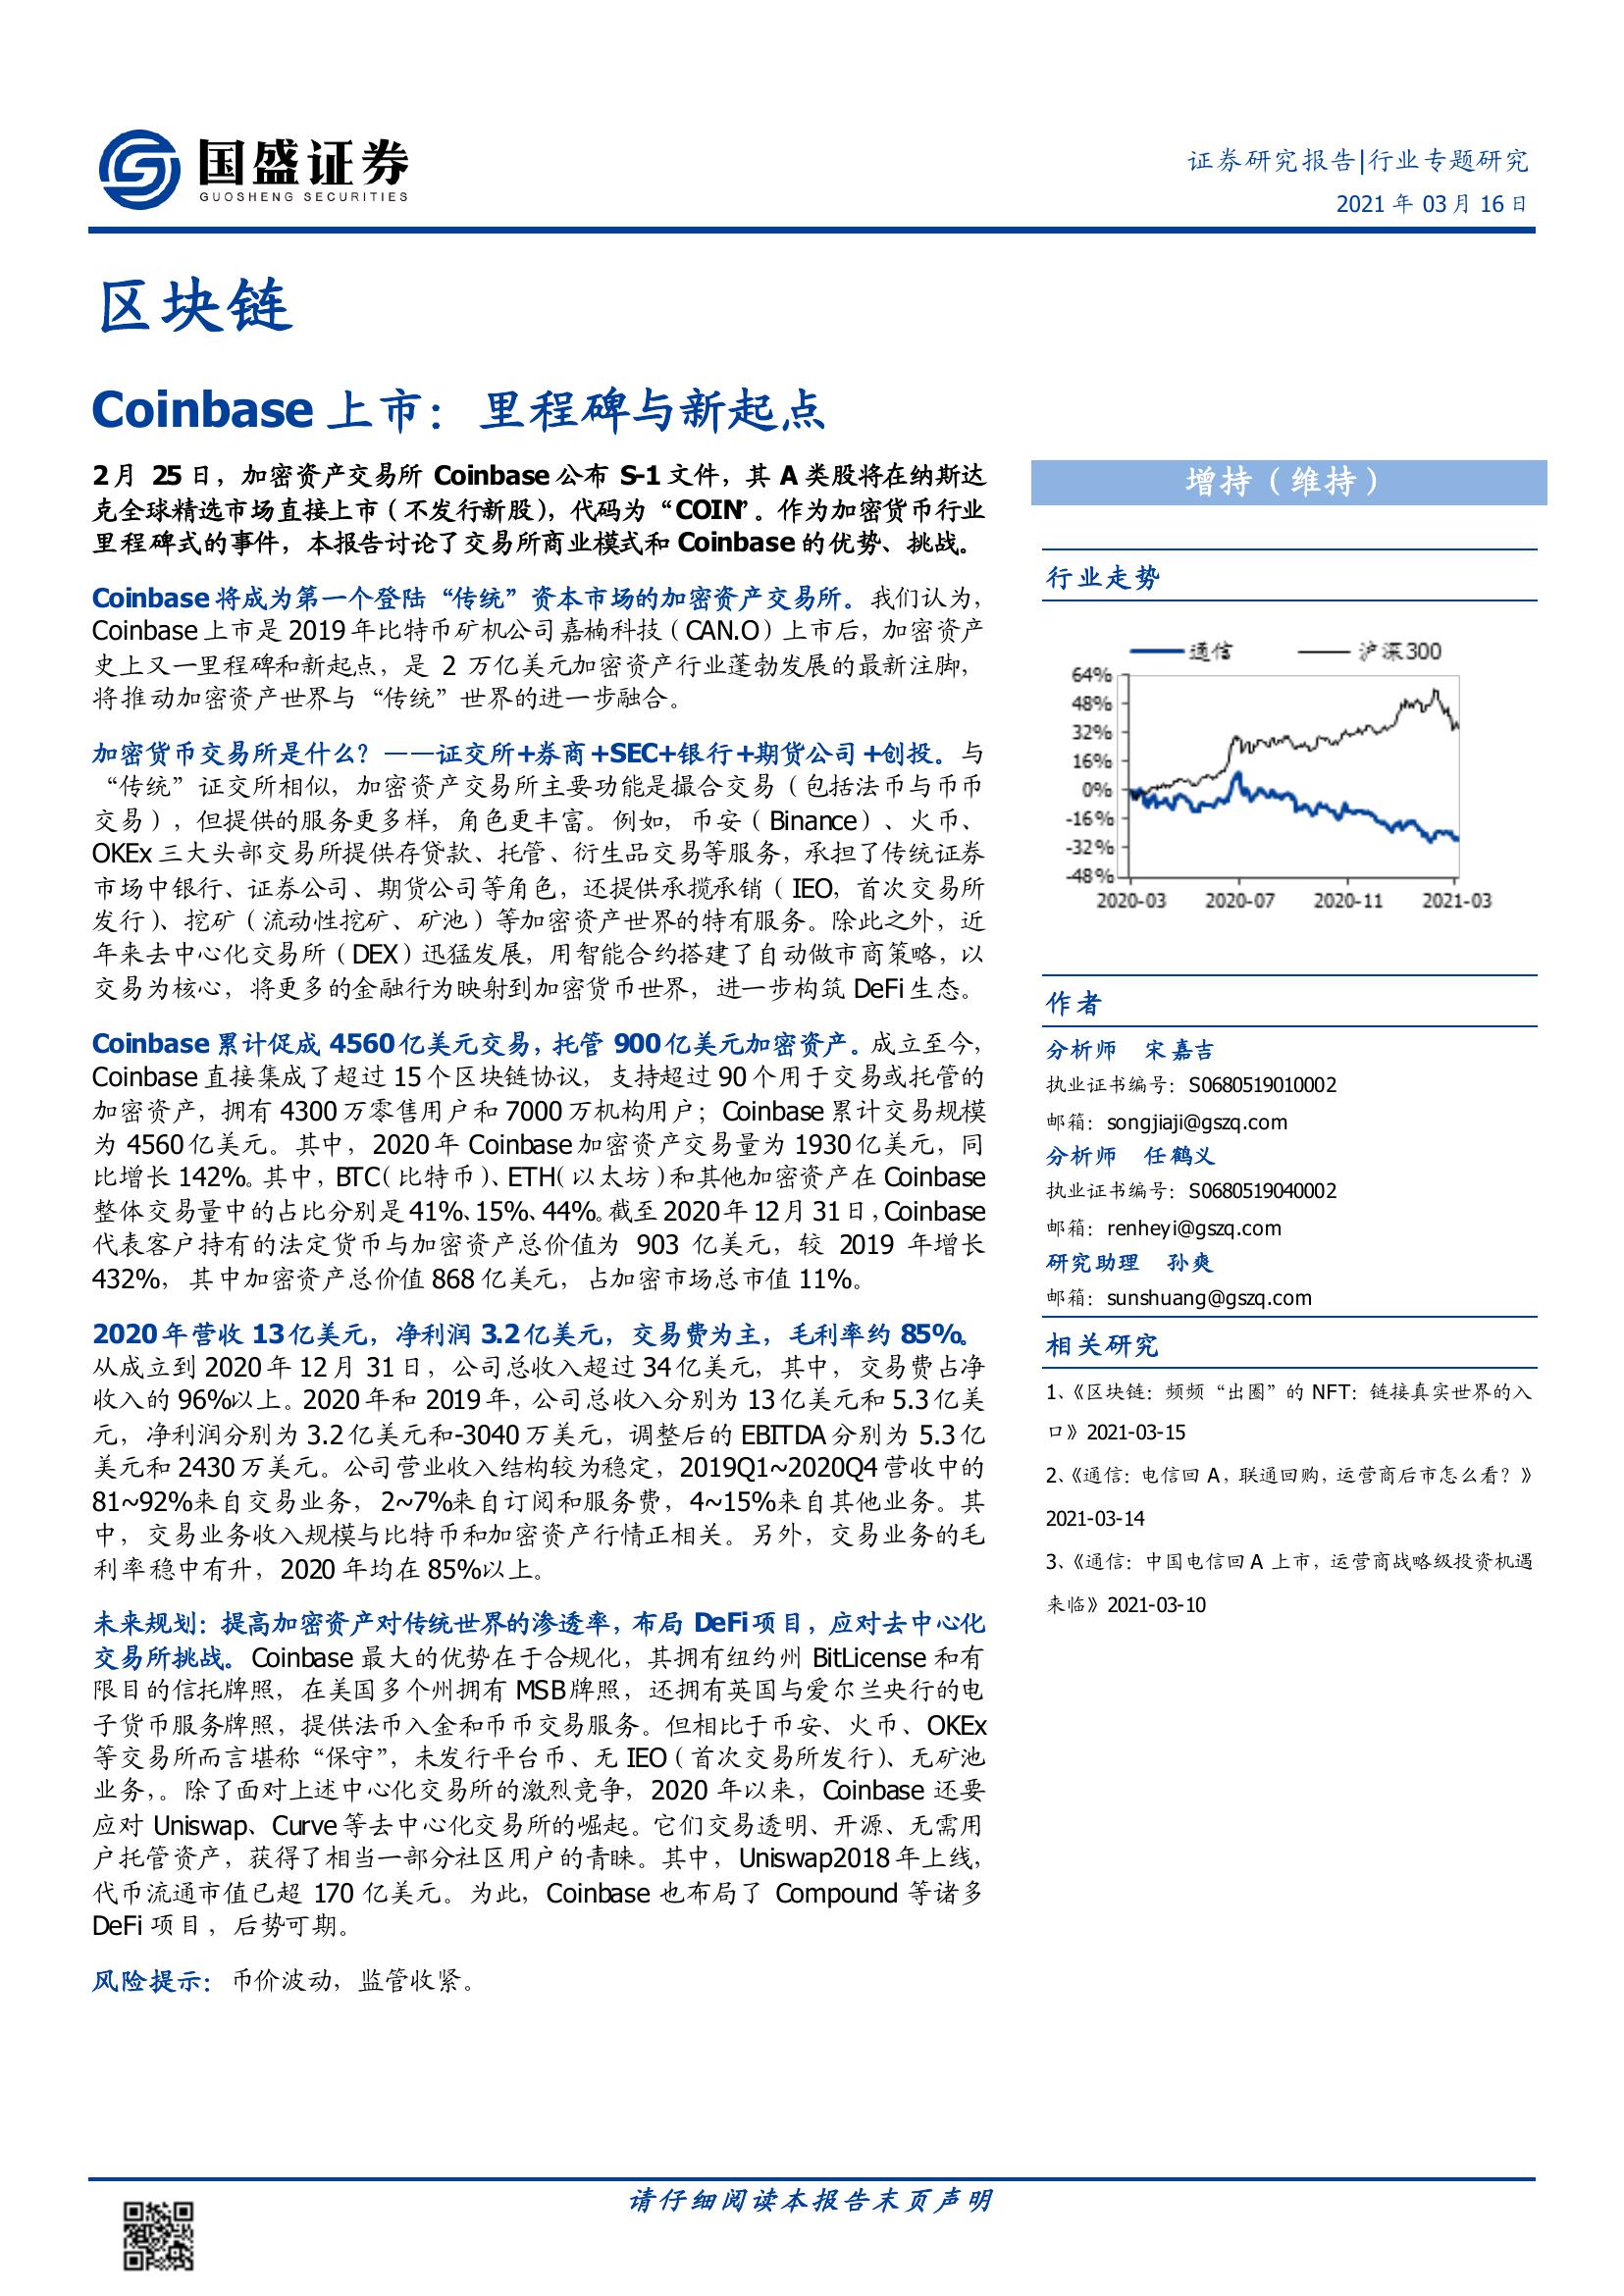 国盛证券
GUOSHENG SECURITIES
证券研究报告|行业专题研究
2021 年 03 月 16 日
区块链
Coinbase 上市：里程碑与新起点
2 月 25 日，加密资产交易所 Coinbase 公布 S-1 文件，其 A 类股将在纳斯达
克全球精选市场直接上市（不发行新股），代码为“COIN”。作为加密货币行业
里程碑式的事件，本报告讨论了交易所商业模式和 Coinbase 的优势、挑战。
Coinbase 将成为第一个登陆“传统”资本市场的加密资产交易所。我们认为，
Coinbase 上市是 2019 年比特币矿机公司嘉楠科技（CAN.O）上市后，加密资产
史上又一里程碑和新起点，是 2 万亿美元加密资产行业蓬勃发展的最新注脚，
将推动加密资产世界与“传统”世界的进一步融合。
加密货币交易所是什么？——证交所+券商+SEC+银行+期货公司+创投。与
“传统”证交所相似，加密资产交易所主要功能是撮合交易（包括法币与币币
交易），但提供的服务更多样，角色更丰富。例如，币安（Binance）、火币、
OKEx 三大头部交易所提供存贷款、托管、衍生品交易等服务，承担了传统证券
市场中银行、证券公司、期货公司等角色，还提供承揽承销（IEO，首次交易所
发行）、挖矿（流动性挖矿、矿池）等加密资产世界的特有服务。除此之外，近
年来去中心化交易所（DEX）迅猛发展，用智能合约搭建了自动做市商策略，以
交易为核心，将更多的金融行为映射到加密货币世界，进一步构筑 DeFi 生态。
Coinbase 累计促成 4560 亿美元交易，托管 900 亿美元加密资产。成立至今，
Coinbase 直接集成了超过 15 个区块链协议，支持超过 90 个用于交易或托管的
加密资产，拥有 4300 万零售用户和 7000 万机构用户；Coinbase 累计交易规模
为 4560 亿美元。其中，2020 年 Coinbase 加密资产交易量为 1930 亿美元，同
比增长 142%。其中，BTC（比特币）、ETH（以太坊）和其他加密资产在 Coinbase
整体交易量中的占比分别是 41%、15%、44%。截至 2020 年 12 月 31 日，Coinbase
代表客户持有的法定货币与加密资产总价值为 903 亿美元，较 2019 年增长
432%，其中加密资产总价值 868 亿美元，占加密市场总市值 11%。
2020 年营收 13 亿美元，净利润 3.2 亿美元，交易费为主，毛利率约 85%。
从成立到 2020 年 12 月 31 日，公司总收入超过 34 亿美元，其中，交易费占净
收入的 96%以上。2020 年和 2019 年，公司总收入分别为 13 亿美元和 5.3 亿美
元，净利润分别为 3.2 亿美元和-3040 万美元，调整后的 EBITDA 分别为 5.3 亿
美元和 2430 万美元。公司营业收入结构较为稳定，2019Q1~2020Q4 营收中的
81~92%来自交易业务，2~7%来自订阅和服务费，4~15%来自其他业务。其
中，交易业务收入规模与比特币和加密资产行情正相关。另外，交易业务的毛
利率稳中有升，2020 年均在 85%以上。
未来规划：提高加密资产对传统世界的渗透率，布局 DeFi 项目，应对去中心化
交易所挑战。Coinbase 最大的优势在于合规化，其拥有纽约州 BitLicense 和有
限目的信托牌照，在美国多个州拥有 MSB 牌照，还拥有英国与爱尔兰央行的电
子货币服务牌照，提供法币入金和币币交易服务。但相比于币安、火币、OKEx
等交易所而言堪称“保守”，未发行平台币、无 IEO（首次交易所发行）、无矿池
业务，。除了面对上述中心化交易所的激烈竞争，2020 年以来，Coinbase 还要
应对 Uniswap、Curve 等去中心化交易所的崛起。它们交易透明、开源、无需用
户托管资产，获得了相当一部分社区用户的青睐。其中，Uniswap2018 年上线，
代币流通市值已超 170 亿美元。为此，Coinbase 也布局了 Compound 等诸多
DeFi 项目，后势可期。
风险提示：币价波动，监管收紧。
增持（维持）
行业走势
通信 沪深300
64%
48%
32%
16%
0%
-16%
-32%
-48%
2020-03 2020-07 2020-11 2021-03
作者
分析师 宋嘉吉
执业证书编号：S0680519010002
邮箱：songjiaji@gszq.com
分析师 任鹤义
执业证书编号：S0680519040002
邮箱：renheyi@gszq.com
研究助理 孙爽
邮箱：sunshuang@gszq.com
相关研究
1、《区块链：频频“出圈”的 NFT：链接真实世界的入
口》2021-03-15
2、《通信：电信回 A，联通回购，运营商后市怎么看？》
2021-03-14
3、《通信：中国电信回 A 上市，运营商战略级投资机遇
来临》2021-03-10
请仔细阅读本报告末页声明